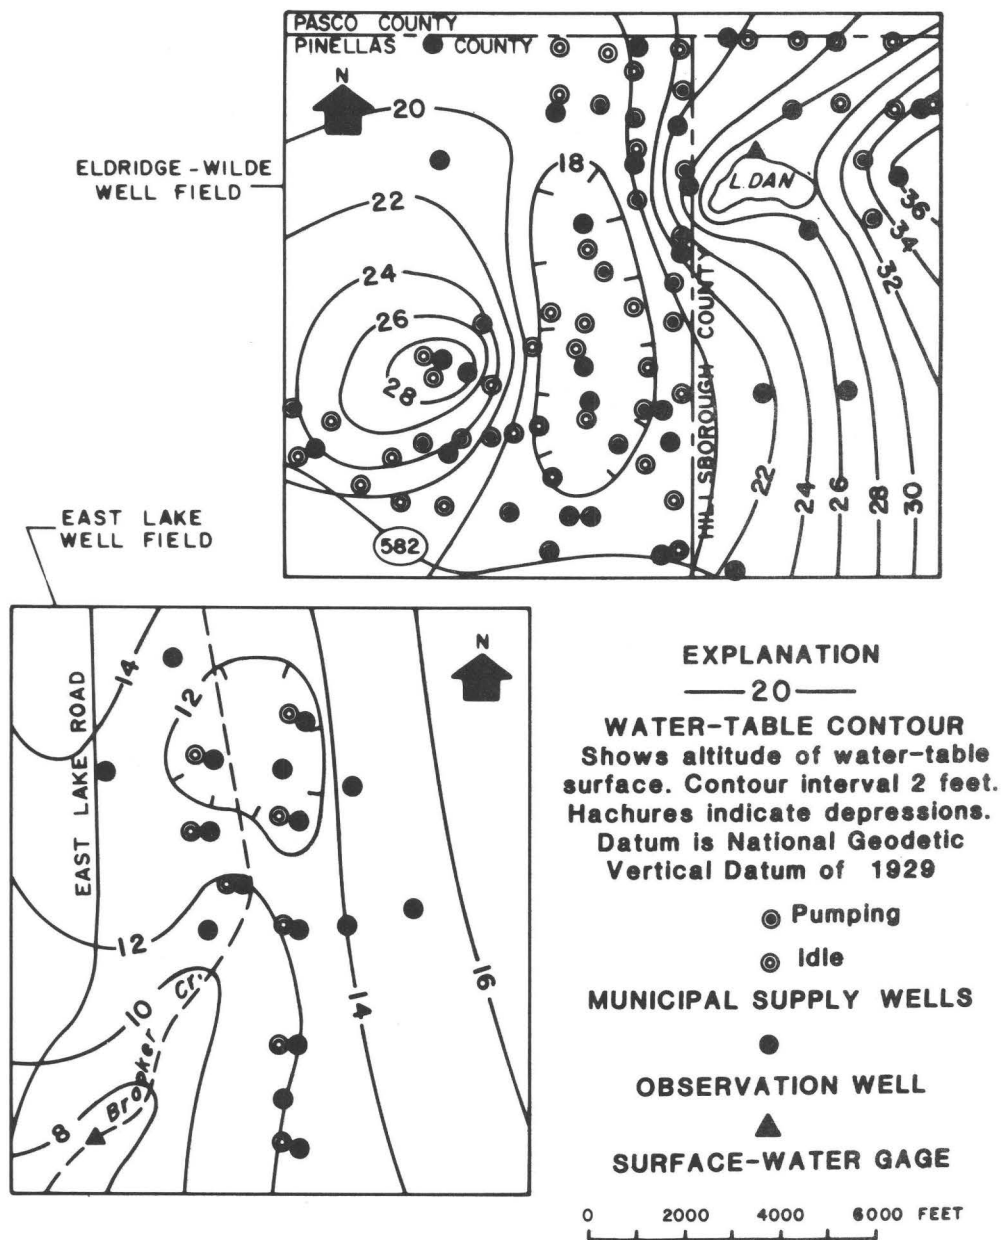 PASCO COUNTY
PINELLAS COUNTY
N
20
ELDRIDGE-WILDE
WELL FIELD
18
L. DAN
22
36
34
32
24
26
28
HILLSBOROUGH COUNTY
22
24
26
28
30
582
EAST LAKE
WELL FIELD
N
14
12
EAST LAKE ROAD
12
10
Brooker Cr.
8
14
16
EXPLANATION
20
WATER-TABLE CONTOUR
Shows altitude of water-table
surface. Contour interval 2 feet.
Hachures indicate depressions.
Datum is National Geodetic
Vertical Datum of 1929
Pumping
Idle
MUNICIPAL SUPPLY WELLS
OBSERVATION WELL
SURFACE-WATER GAGE
0 2000 4000 6000 FEET